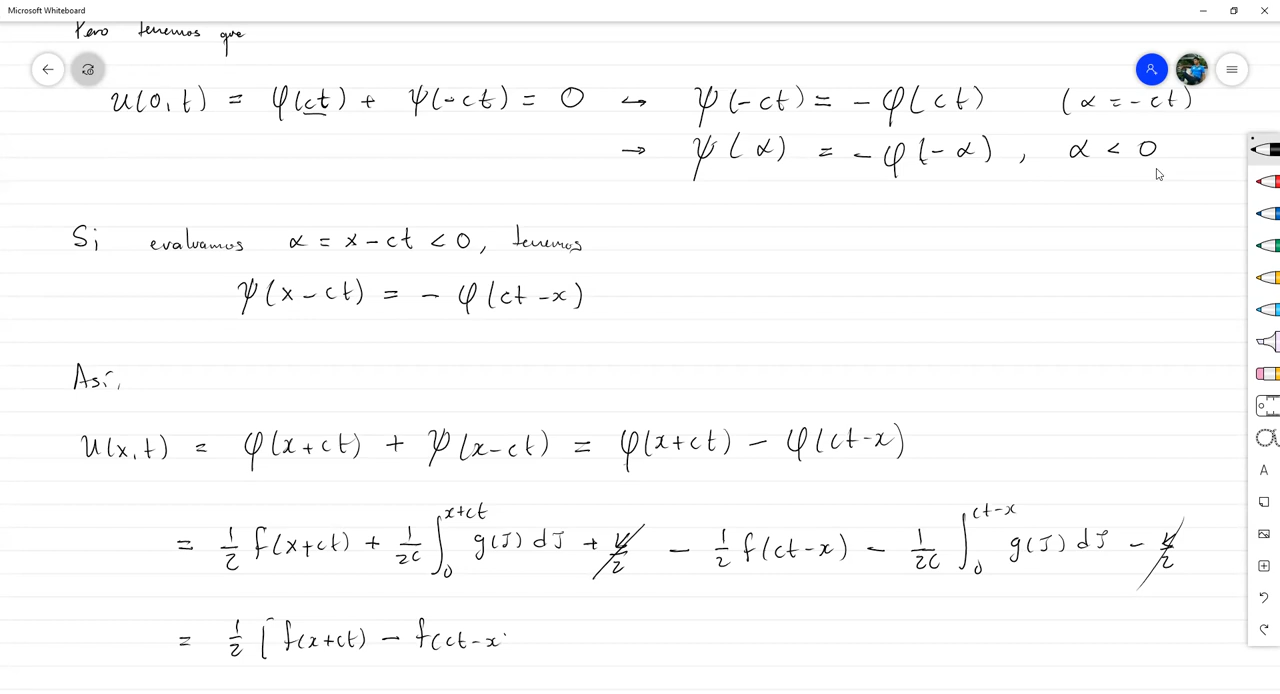 Microsoft Whiteboard
Pero tenemos que
u(0,t) = φ(ct) + ψ(-ct) = 0 ↔ ψ(-ct) = -φ(ct) (α = -ct)
→ ψ(α) = -φ(-α), α < 0
Si evaluamos α = x - ct < 0, tenemos
ψ(x-ct) = - φ(ct-x)
Así,
u(x,t) = φ(x+ct) + ψ(x-ct) = φ(x+ct) - φ(ct-x)
= 1/2 f(x+ct) + 1/2c ∫₀^{x+ct} g(J) dJ + K/2 - 1/2 f(ct-x) - 1/2c ∫₀^{ct-x} g(J) dJ - K/2
= 1/2 [ f(x+ct) - f(ct-x
A